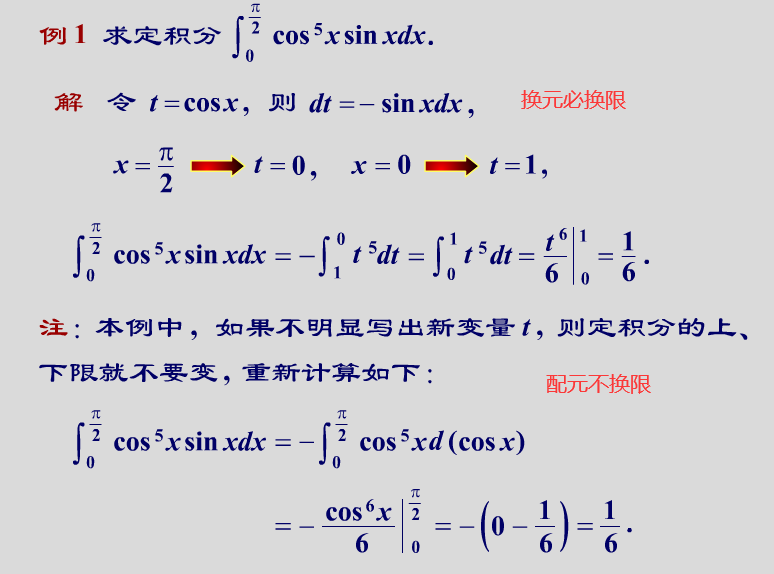 例1 求定积分 $\int_0^{\frac{\pi}{2}} \cos^5 x \sin x dx.$
解 令 $t = \cos x$, 则 $dt = -\sin x dx$, 换元必换限
$x = \frac{\pi}{2}$ ➡ $t = 0$, $x = 0$ ➡ $t = 1$,
$\int_0^{\frac{\pi}{2}} \cos^5 x \sin x dx = -\int_1^0 t^5 dt = \int_0^1 t^5 dt = \left. \frac{t^6}{6} \right|_0^1 = \frac{1}{6}.$
注: 本例中, 如果不明显写出新变量 $t$, 则定积分的上、
下限就不要变, 重新计算如下:
配元不换限
$\int_0^{\frac{\pi}{2}} \cos^5 x \sin x dx = -\int_0^{\frac{\pi}{2}} \cos^5 x d(\cos x)$
$= -\left. \frac{\cos^6 x}{6} \right|_0^{\frac{\pi}{2}} = -\left(0 - \frac{1}{6}\right) = \frac{1}{6}.$